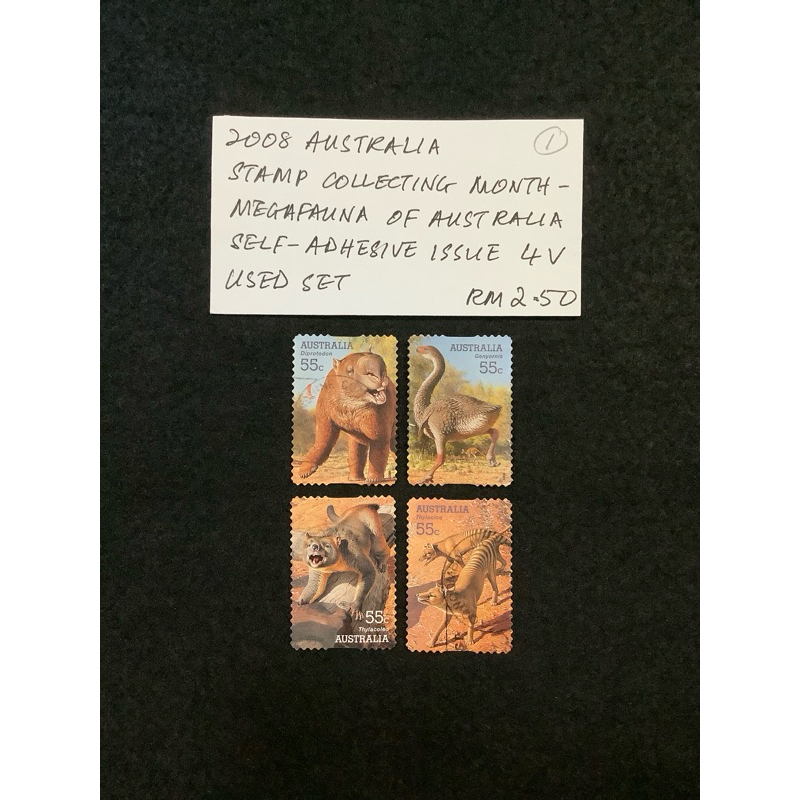 2008 AUSTRALIA
1
STAMP COLLECTING MONTH -
MEGAFAUNA OF AUSTRALIA
SELF-ADHESIVE ISSUE 4V
USED SET
RM 2.50
AUSTRALIA
Diprotodon
55c
AUSTRALIA
Genyornis
55c
55c
Thylacoleo
AUSTRALIA
AUSTRALIA
Thylacine
55c